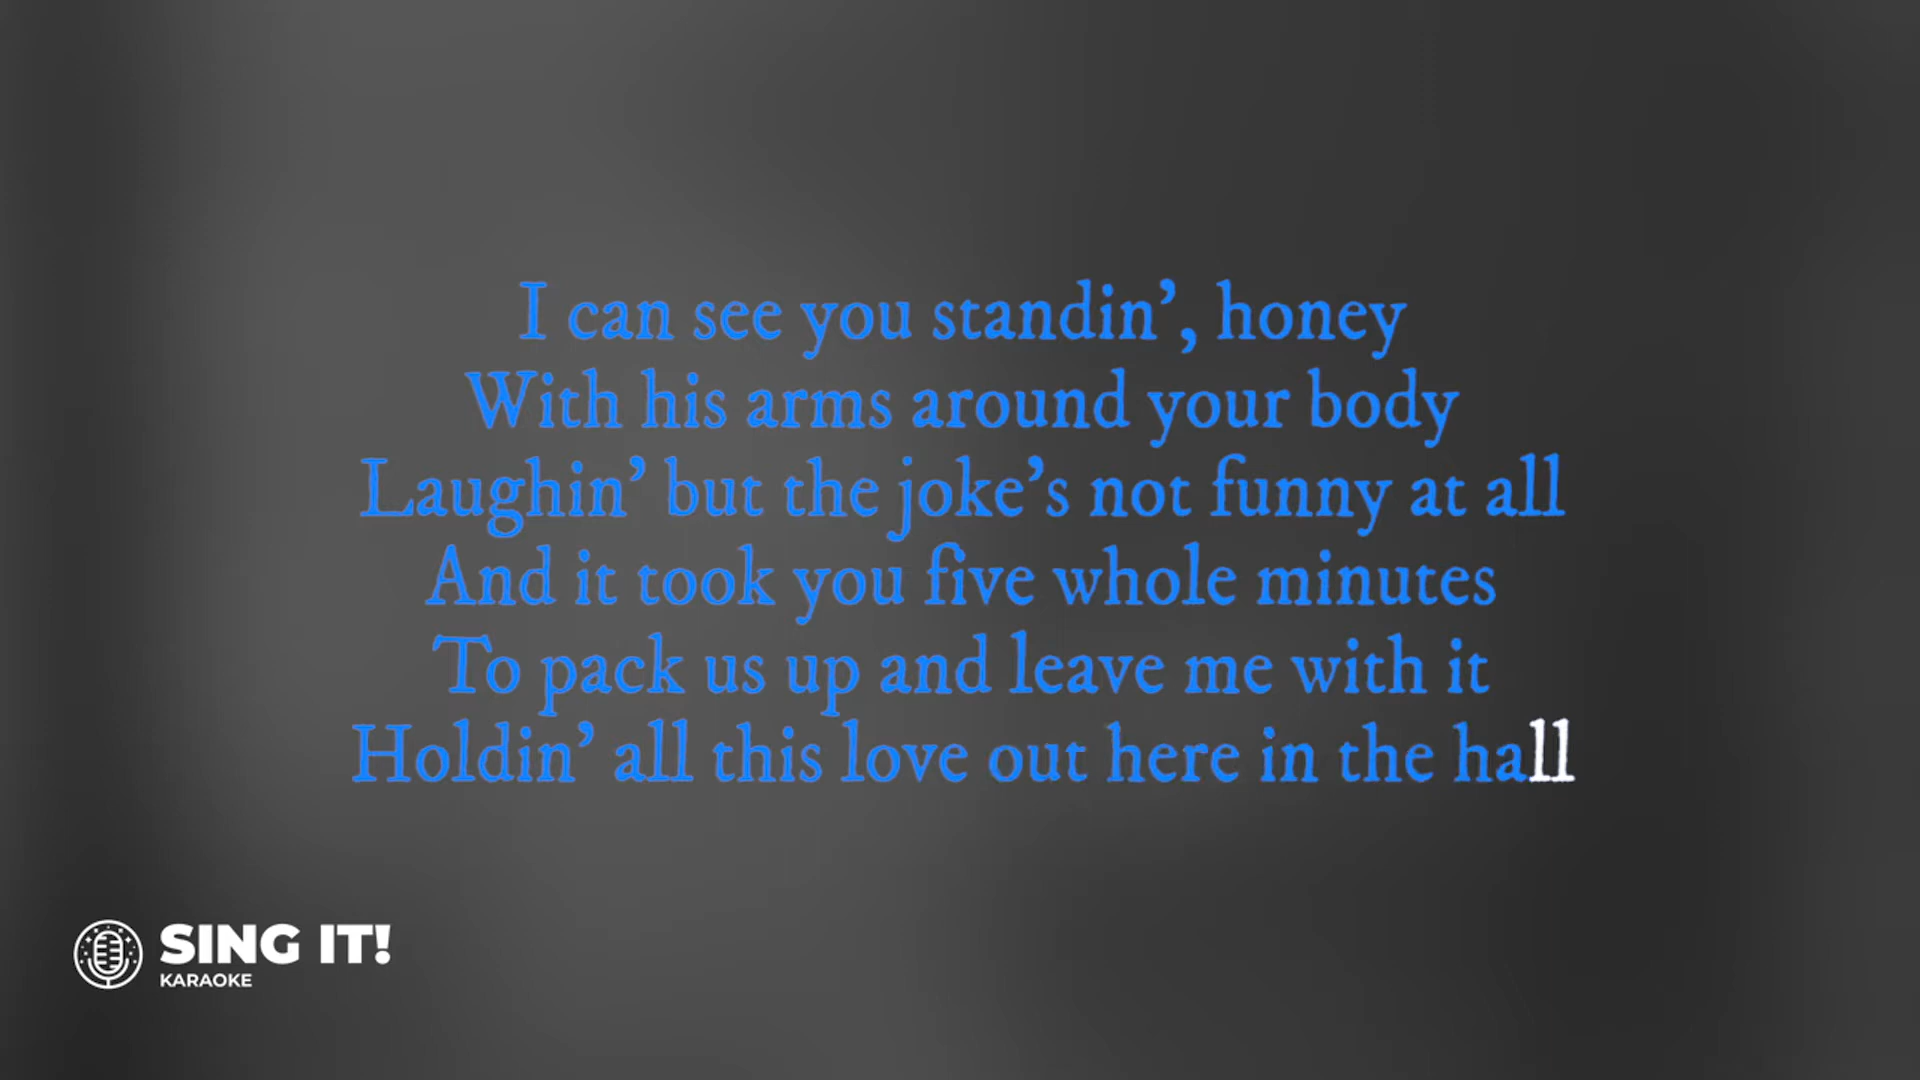 I can see you standin’, honey
With his arms around your body
Laughin’ but the joke’s not funny at all
And it took you five whole minutes
To pack us up and leave me with it
Holdin’ all this love out here in the hall
SING IT!
KARAOKE